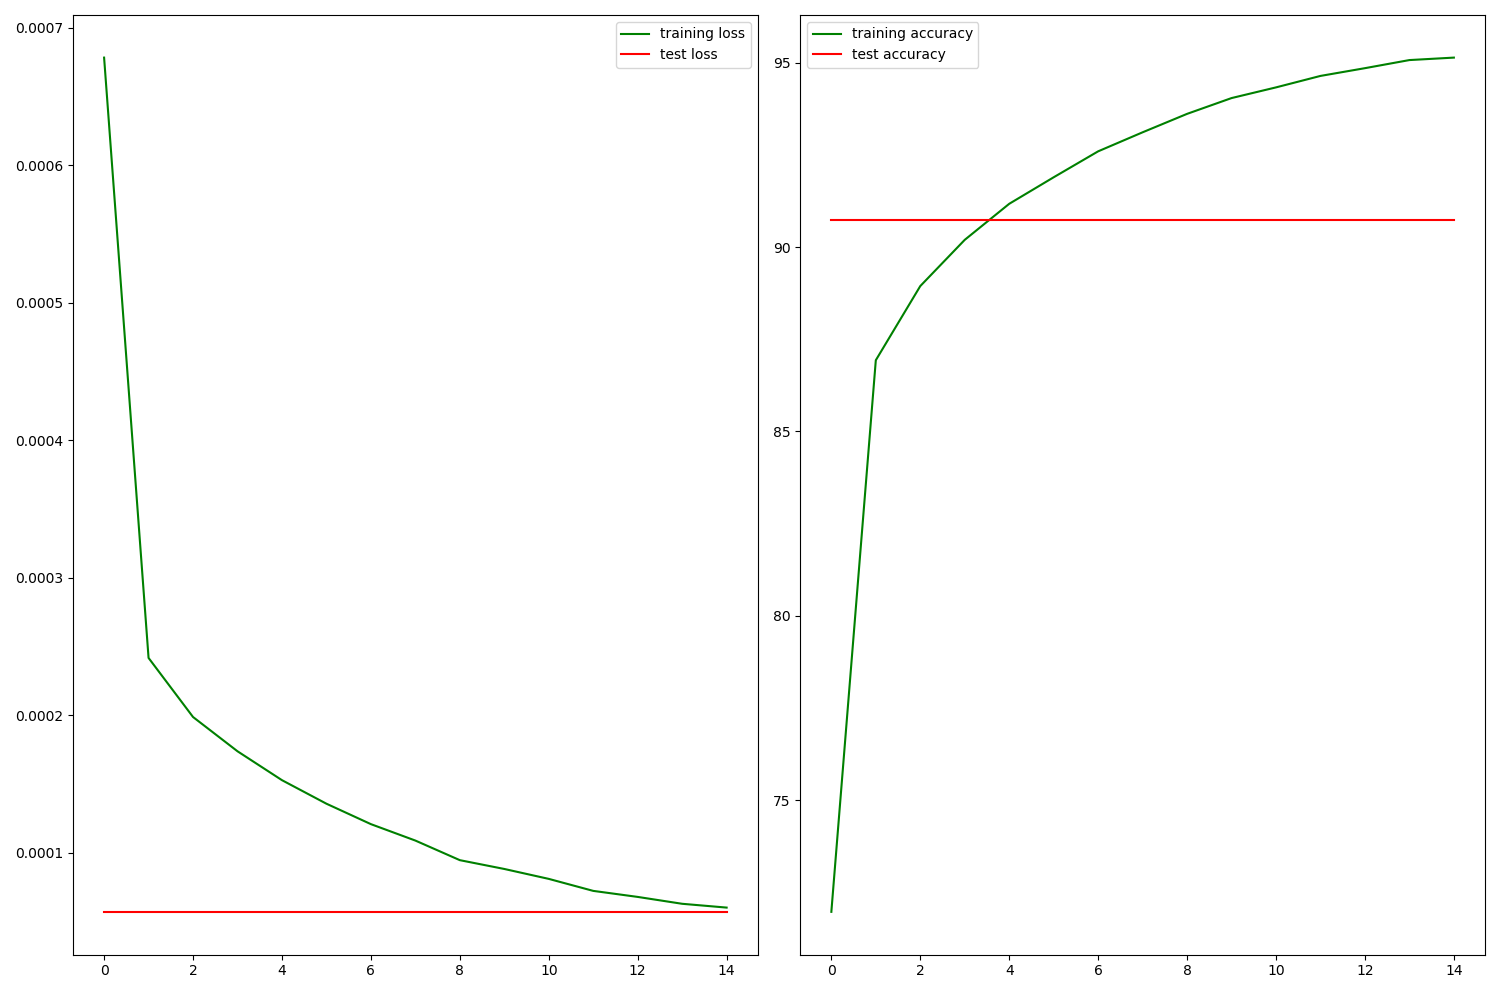 0.0007
0.0006
0.0005
0.0004
0.0003
0.0002
0.0001
0 2 4 6 8 10 12 14
training loss
test loss
95
90
85
80
75
0 2 4 6 8 10 12 14
training accuracy
test accuracy